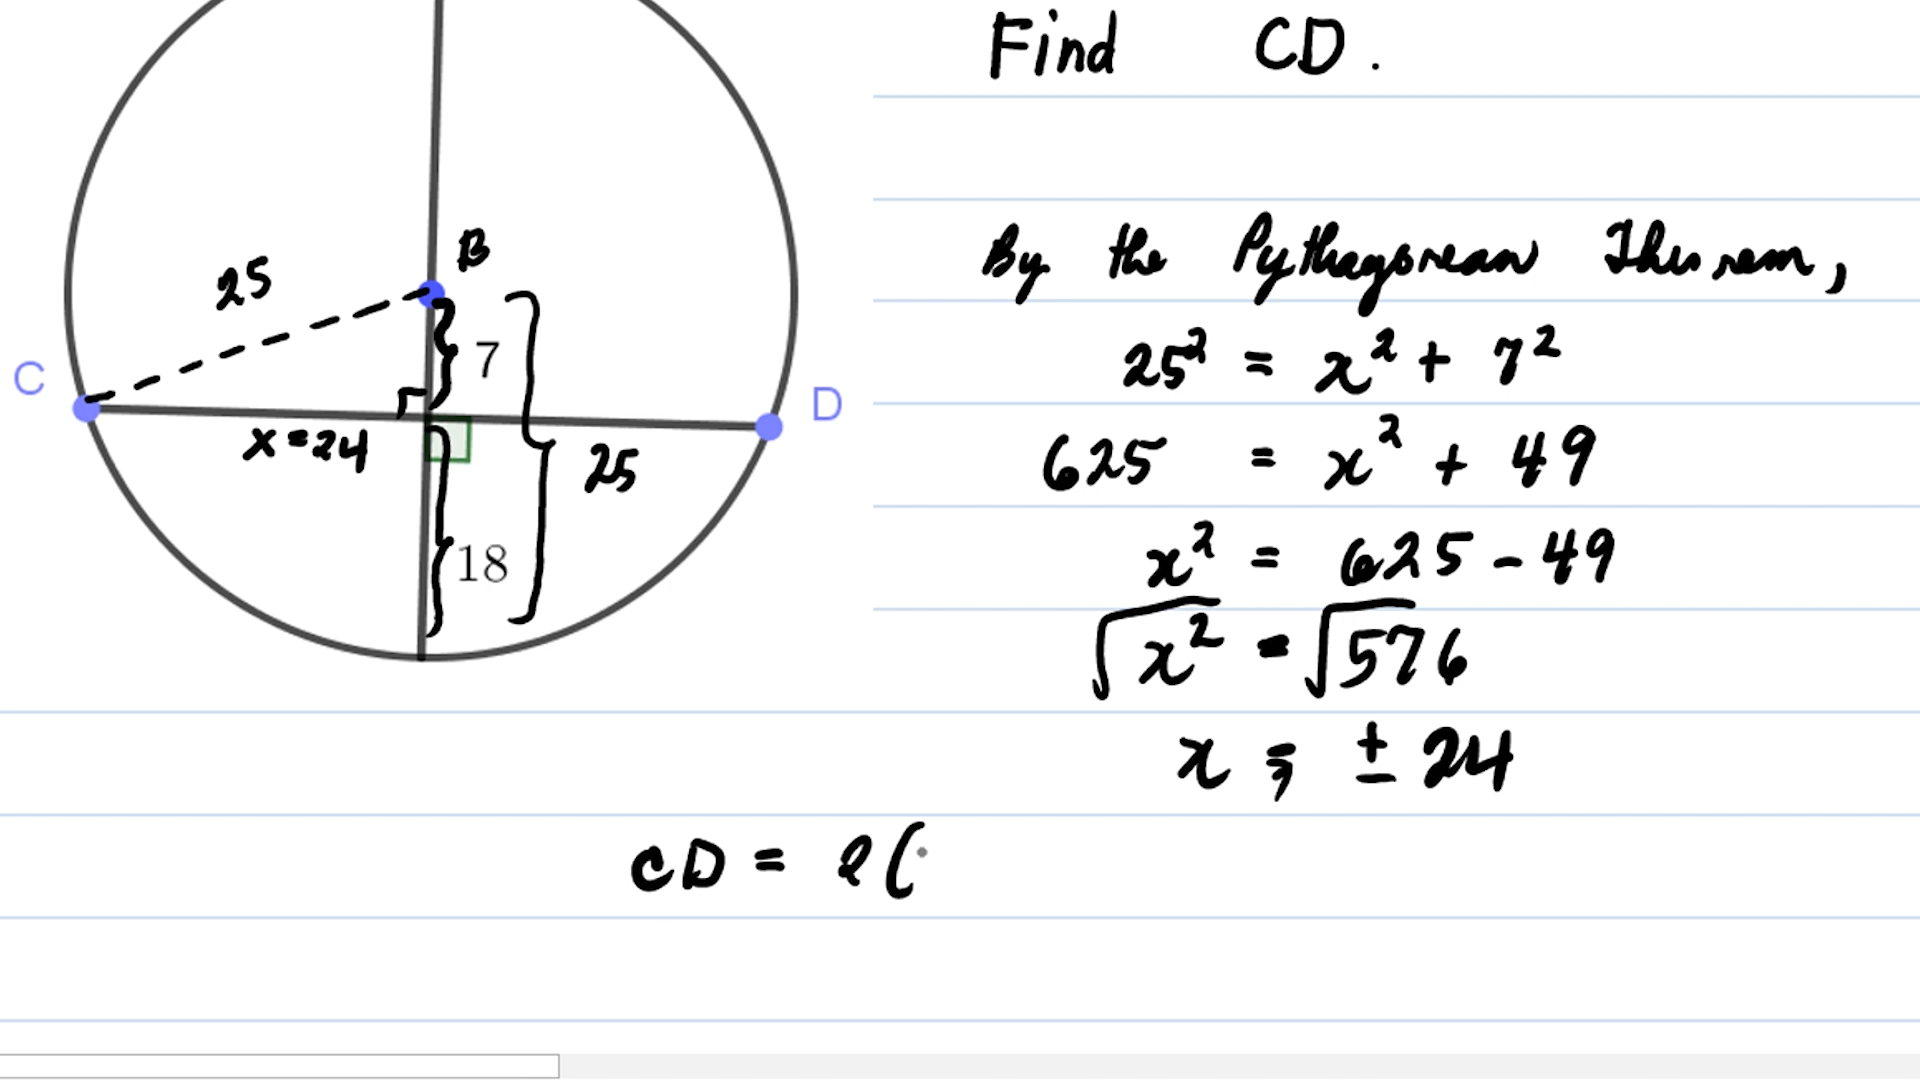 Find CD.
By the Pythagorean Theorem,
25² = x² + 7²
625 = x² + 49
x² = 625 - 49
√x² = √576
x = ± 24
CD = 2(
B
25
7
C
D
x = 24
25
18